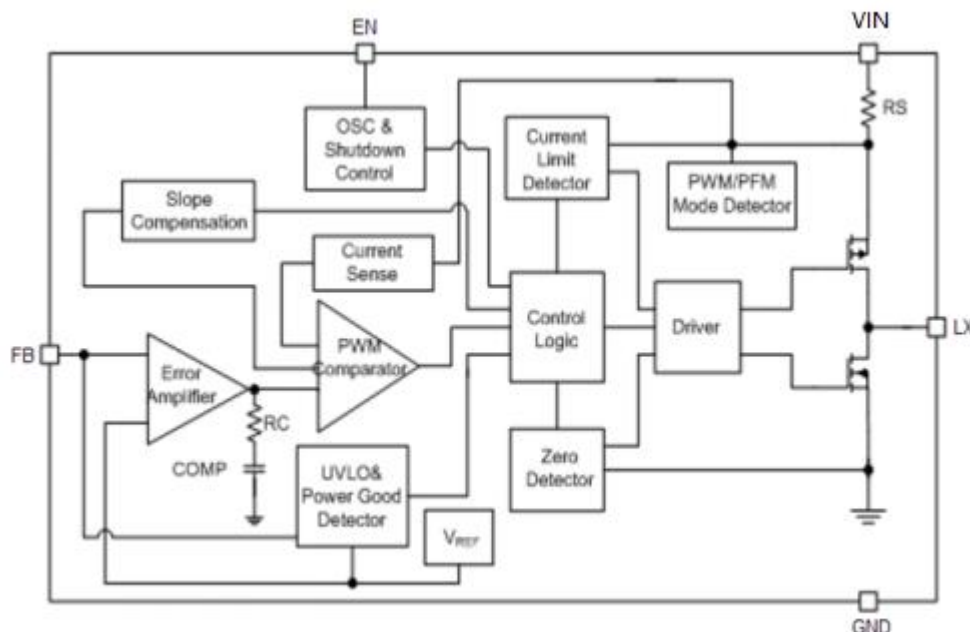 EN
VIN
RS
OSC &
Shutdown
Control
Current
Limit
Detector
PWM/PFM
Mode Detector
Slope
Compensation
Current
Sense
Control
Logic
Driver
LX
FB
Error
Amplifier
PWM
Comparator
RC
COMP
UVLO&
Power Good
Detector
Zero
Detector
VREF
GND